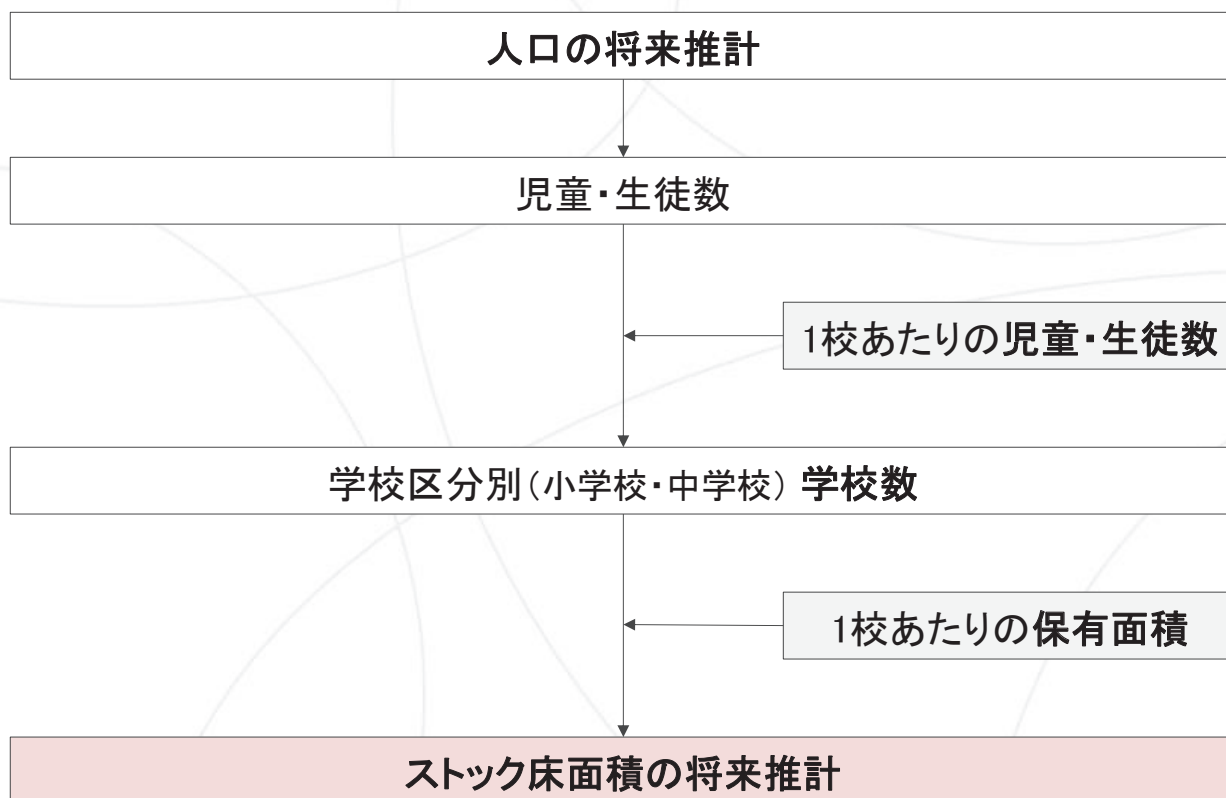 人口の将来推計
児童・生徒数
1校あたりの児童・生徒数
学校区分別（小学校・中学校） 学校数
1校あたりの保有面積
ストック床面積の将来推計